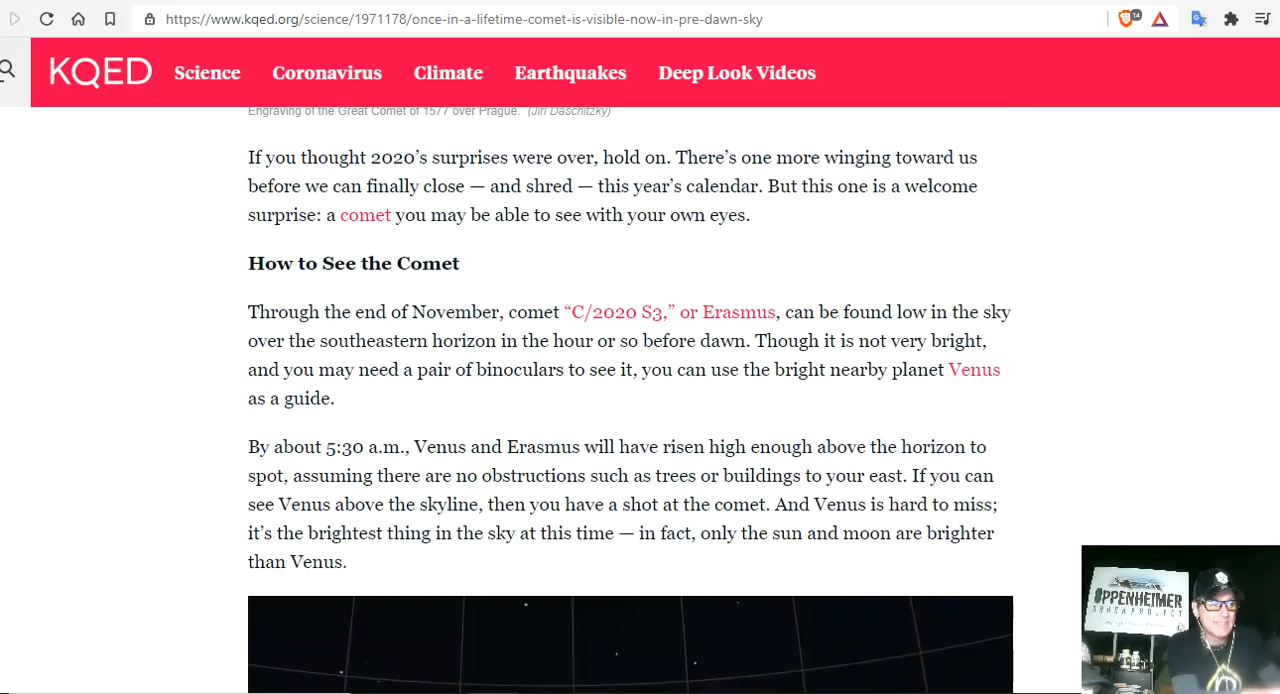 https://www.kqed.org/science/1971178/once-in-a-lifetime-comet-is-visible-now-in-pre-dawn-sky
14
KQED Science Coronavirus Climate Earthquakes Deep Look Videos
Engraving of the Great Comet of 1577 over Prague. (Jiri Daschitzky)
If you thought 2020’s surprises were over, hold on. There’s one more winging toward us
before we can finally close — and shred — this year’s calendar. But this one is a welcome
surprise: a comet you may be able to see with your own eyes.
How to See the Comet
Through the end of November, comet “C/2020 S3,” or Erasmus, can be found low in the sky
over the southeastern horizon in the hour or so before dawn. Though it is not very bright,
and you may need a pair of binoculars to see it, you can use the bright nearby planet Venus
as a guide.
By about 5:30 a.m., Venus and Erasmus will have risen high enough above the horizon to
spot, assuming there are no obstructions such as trees or buildings to your east. If you can
see Venus above the skyline, then you have a shot at the comet. And Venus is hard to miss;
it’s the brightest thing in the sky at this time — in fact, only the sun and moon are brighter
than Venus.
OPPENHEIMER